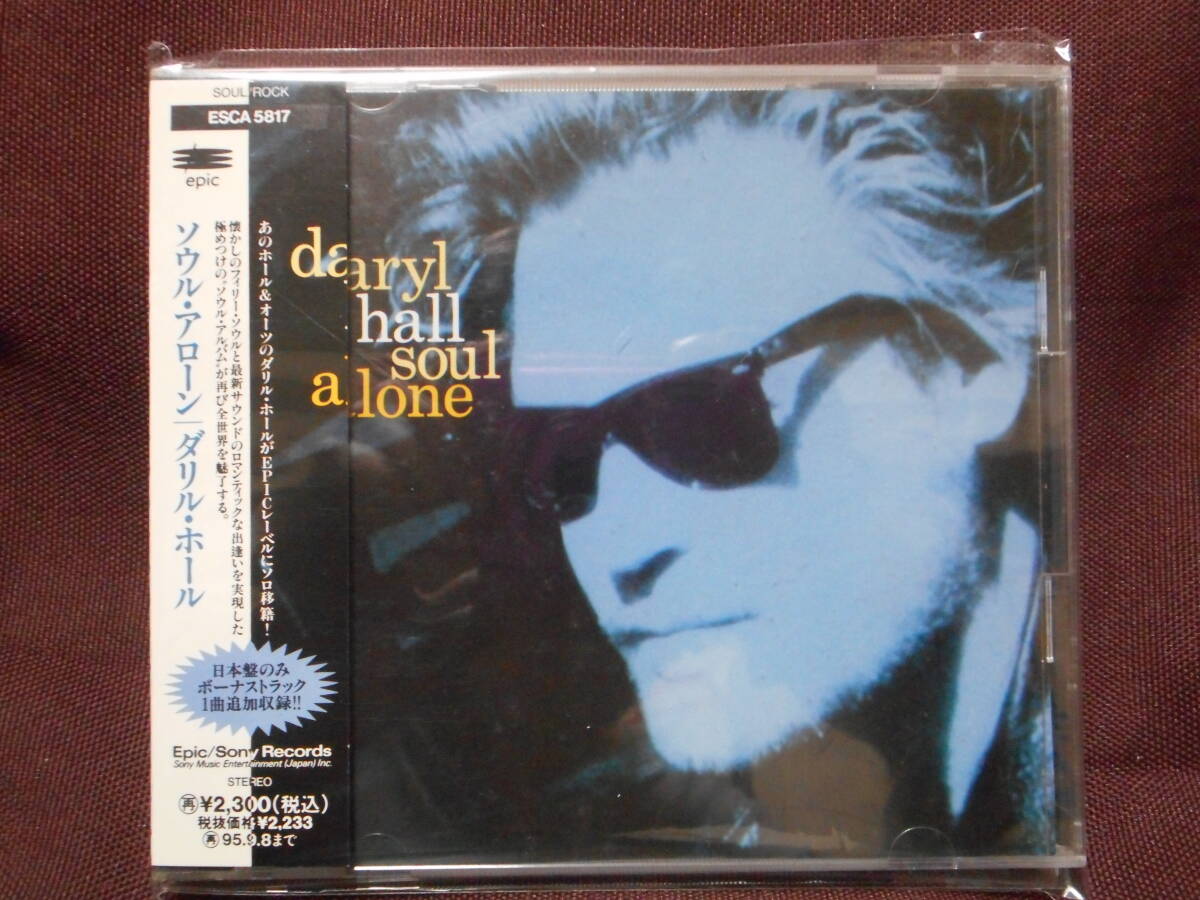 SOUL/ROCK
ESCA 5817
epic
ソウル・アローン｜ダリル・ホール
あのホール&オーツのダリル・ホールがEPICレーベルにソロ移籍!
懐かしのフィリー・ソウルと最新サウンドのロマンティックな出逢いを実現した
極めつけの“ソウル・アルバム”が再び全世界を魅了する。
日本盤のみ
ボーナストラック
1曲追加収録!!
Epic/Sony Records
Sony Music Entertainment (Japan) Inc.
STEREO
再¥2,300(税込)
税抜価格¥2,233
再95.9.8まで
daryl
hall
soul
alone